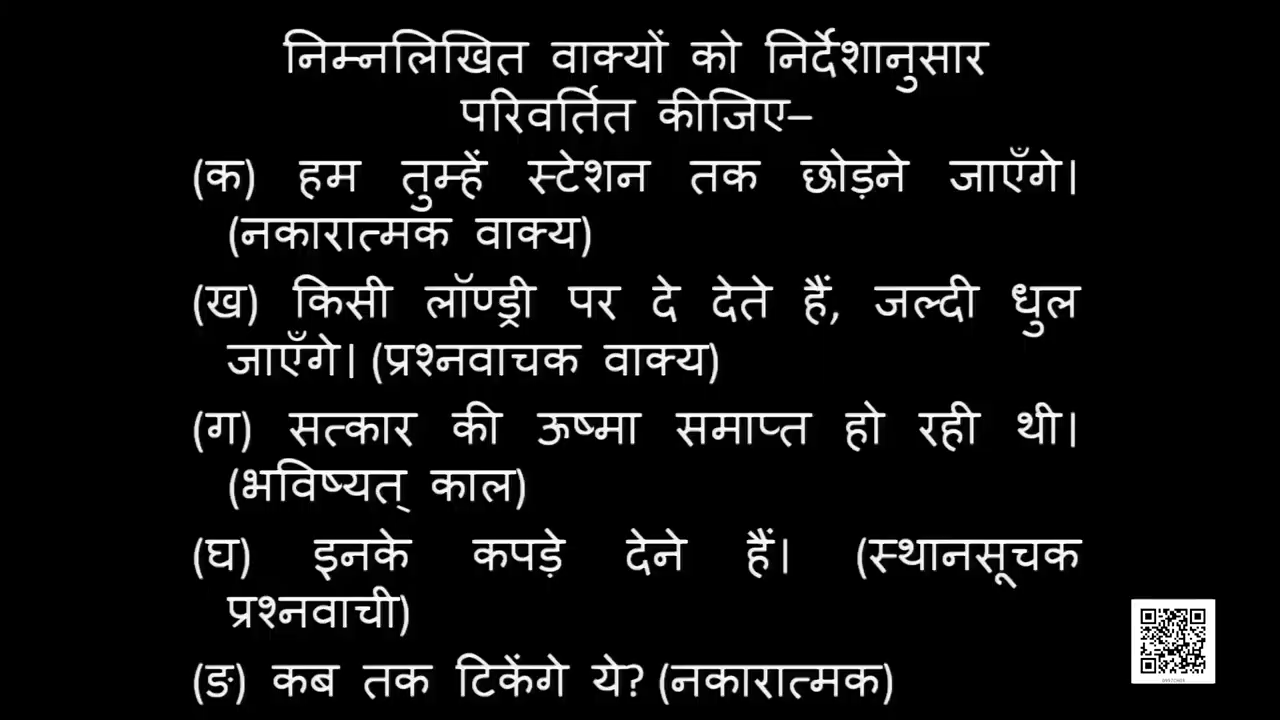 निम्नलिखित वाक्यों को निर्देशानुसार
परिवर्तित कीजिए–
(क) हम तुम्हें स्टेशन तक छोड़ने जाएँगे।
(नकारात्मक वाक्य)
(ख) किसी लॉण्ड्री पर दे देते हैं, जल्दी धुल
जाएँगे। (प्रश्नवाचक वाक्य)
(ग) सत्कार की ऊष्मा समाप्त हो रही थी।
(भविष्यत् काल)
(घ) इनके कपड़े देने हैं। (स्थानसूचक
प्रश्नवाची)
(ङ) कब तक टिकेंगे ये? (नकारात्मक)